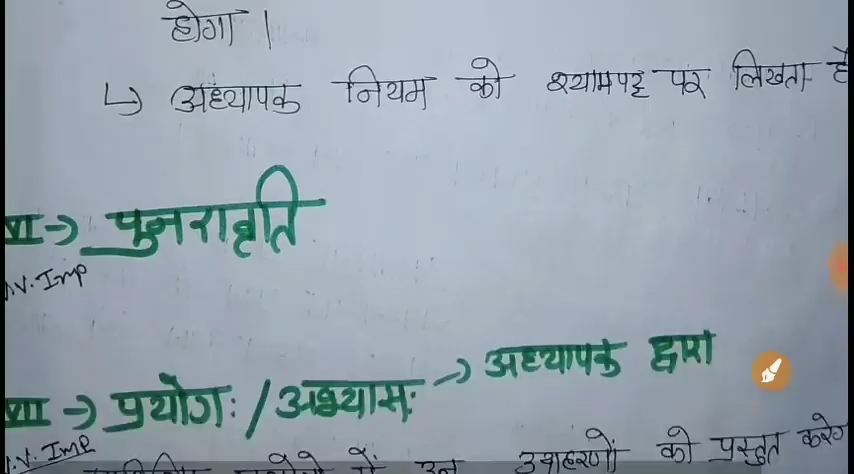 होगा ।
↳ अध्यापक नियम को श्यामपट्ट पर लिखता है
VI → पुनरावृति
V. Imp
VII → प्रयोगः / अभ्यासः → अध्यापक द्वारा
V. Imp
में उन उदाहरणों को प्रस्तुत करेग